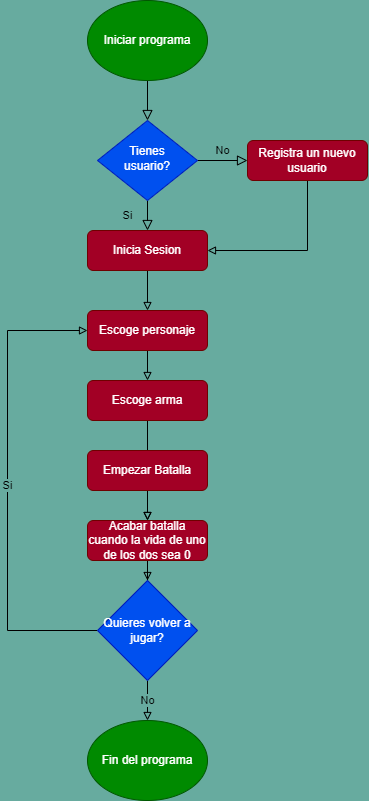 Iniciar programa
Tienes
usuario?
No
Registra un nuevo
usuario
Si
Inicia Sesion
Escoge personaje
Escoge arma
Empezar Batalla
Si
Acabar batalla
cuando la vida de uno
de los dos sea 0
Quieres volver a
jugar?
No
Fin del programa